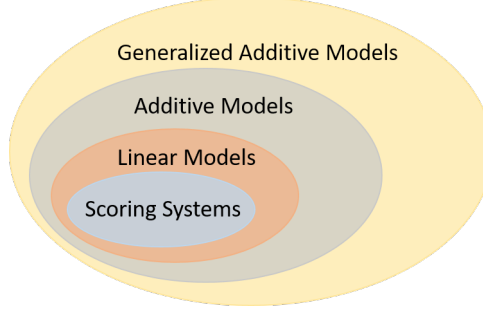 Generalized Additive Models
Additive Models
Linear Models
Scoring Systems